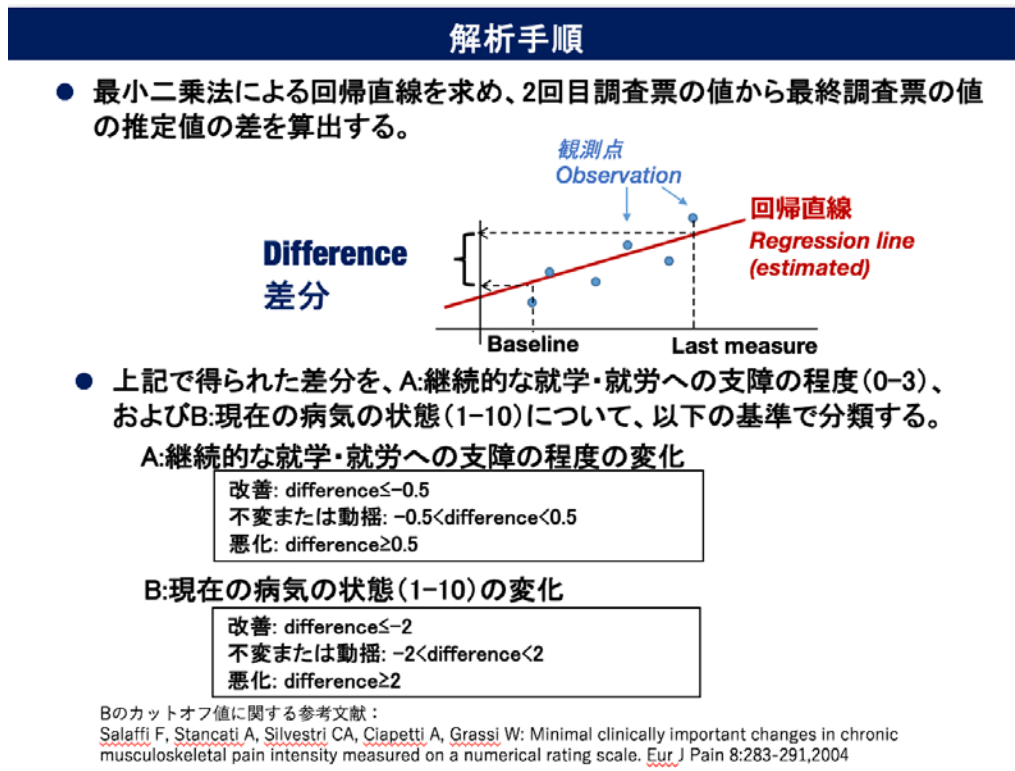 解析手順
● 最小二乗法による回帰直線を求め、2回目調査票の値から最終調査票の値
の推定値の差を算出する。
観測点
Observation
回帰直線
Regression line
(estimated)
Difference
差分
Baseline
Last measure
● 上記で得られた差分を、A:継続的な就学・就労への支障の程度(0-3)、
およびB:現在の病気の状態(1-10)について、以下の基準で分類する。
A:継続的な就学・就労への支障の程度の変化
改善: difference≤-0.5
不変または動揺: -0.5<difference<0.5
悪化: difference≥0.5
B:現在の病気の状態(1-10)の変化
改善: difference≤-2
不変または動揺: -2<difference<2
悪化: difference≥2
Bのカットオフ値に関する参考文献:
Salaffi F, Stancati A, Silvestri CA, Ciapetti A, Grassi W: Minimal clinically important changes in chronic
musculoskeletal pain intensity measured on a numerical rating scale. Eur J Pain 8:283-291,2004